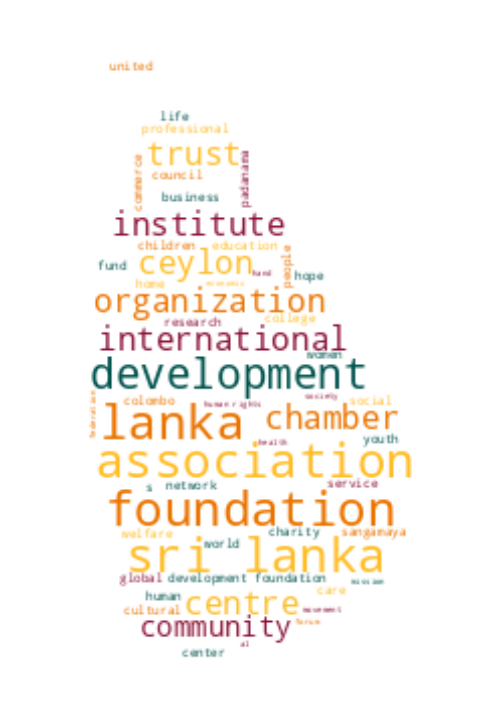 united
life
professional
trust
commerce
padanama
council
business
institute
children education
people
fund ceylon hand hope
home economic
organization
research college
international
women
development
society
colombo human rights social
federation
lanka chamber
health youth
association
s network service
foundation
welfare charity sangamaya
world
sri lanka
global development foundation mission
care
human centre
cultural movement
community forum
al
center